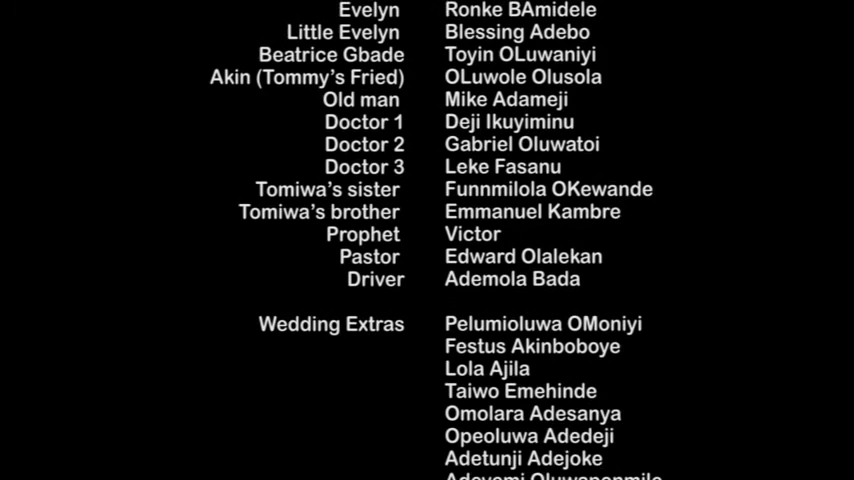 Evelyn Ronke BAmidele
Little Evelyn Blessing Adebo
Beatrice Gbade Toyin OLuwaniyi
Akin (Tommy's Fried) OLuwole Olusola
Old man Mike Adameji
Doctor 1 Deji Ikuyiminu
Doctor 2 Gabriel Oluwatoi
Doctor 3 Leke Fasanu
Tomiwa's sister Funnmilola OKewande
Tomiwa's brother Emmanuel Kambre
Prophet Victor
Pastor Edward Olalekan
Driver Ademola Bada
Wedding Extras Pelumioluwa OMoniyi
Festus Akinboboye
Lola Ajila
Taiwo Emehinde
Omolara Adesanya
Opeoluwa Adedeji
Adetunji Adejoke